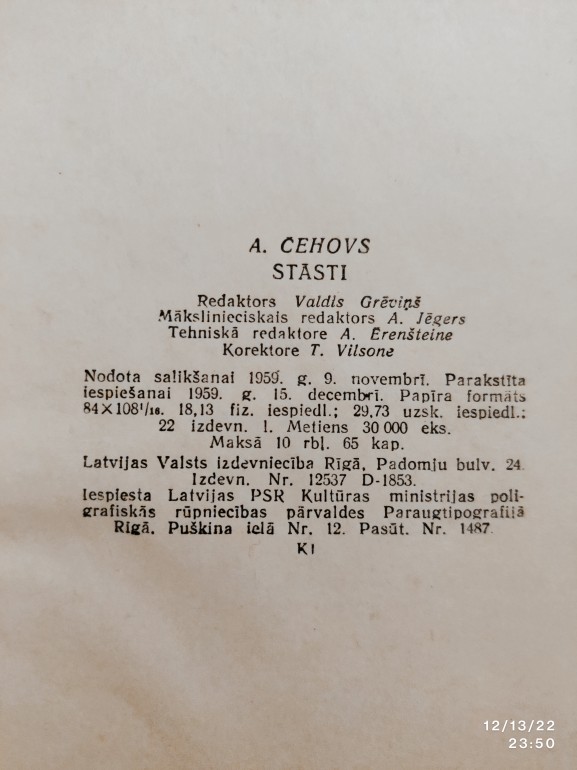 A. ČEHOVS
STĀSTI
Redaktors Valdis Grēviņš
Mākslinieciskais redaktors A. Jēgers
Tehniskā redaktore A. Ērenšteine
Korektore T. Vilsone
Nodota salikšanai 1959. g. 9. novembrī. Parakstīta
iespiešanai 1959. g. 15. decembrī. Papīra formāts
84×108¹/₁₆. 18,13 fiz. iespiedl.; 29,73 uzsk. iespiedl.;
22 izdevn. l. Metiens 30 000 eks.
Maksā 10 rbļ. 65 kap.
Latvijas Valsts izdevniecība Rīgā, Padomju bulv. 24.
Izdevn. Nr. 12537 D-1853.
Iespiesta Latvijas PSR Kultūras ministrijas poli-
grafiskās rūpniecības pārvaldes Paraugtipogrāfijā
Rīgā, Puškina ielā Nr. 12. Pasūt. Nr. 1487.
KI
12/13/22
23:50